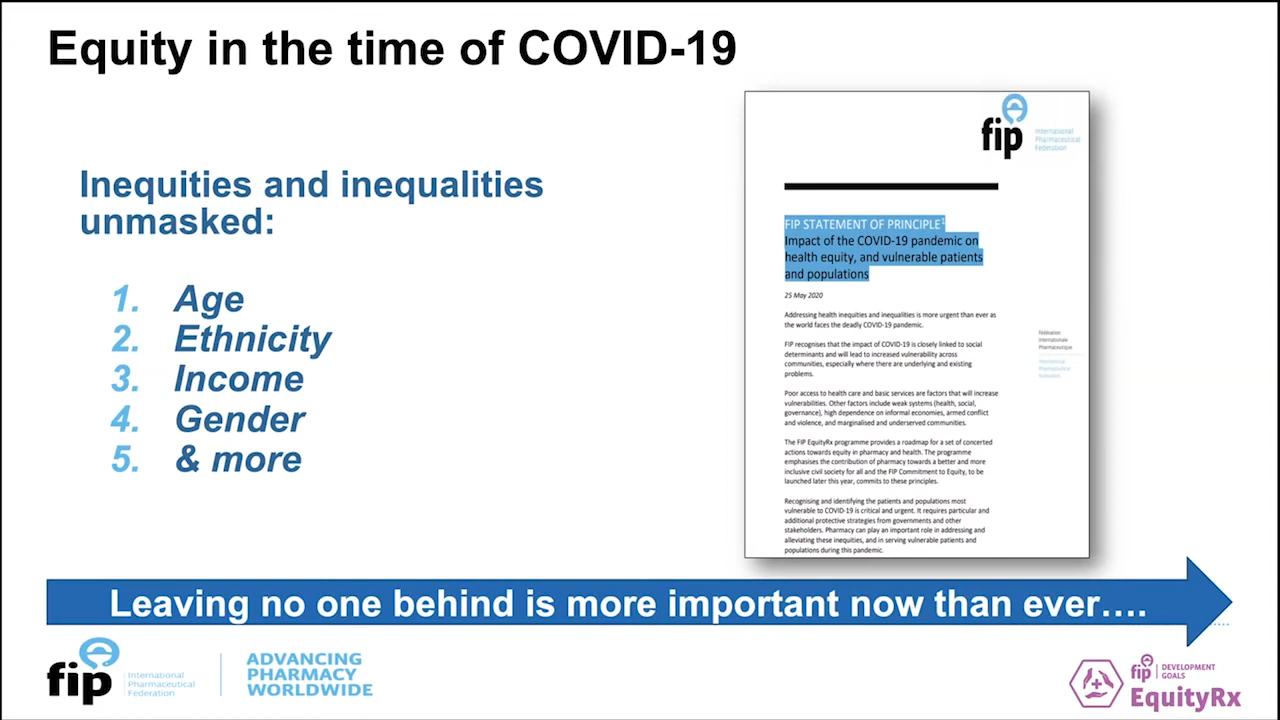 Equity in the time of COVID-19
Inequities and inequalities
unmasked:
1. Age
2. Ethnicity
3. Income
4. Gender
5. & more
fip
International
Pharmaceutical
Federation
FIP STATEMENT OF PRINCIPLE¹
Impact of the COVID-19 pandemic on
health equity, and vulnerable patients
and populations
25 May 2020
Addressing health inequities and inequalities is more urgent than ever as
the world faces the deadly COVID-19 pandemic.
FIP recognises that the impact of COVID-19 is closely linked to social
determinants and will lead to increased vulnerability across
communities, especially where there are underlying and existing
problems.
Poor access to health care and basic services are factors that will increase
vulnerabilities. Other factors include weak systems (health, social,
governance), high dependence on informal economies, armed conflict
and violence, and marginalised and underserved communities.
The FIP EquityRx programme provides a roadmap for a set of concerted
actions towards equity in pharmacy and health. The programme
emphasises the contribution of pharmacy towards a better and more
inclusive civil society for all and the FIP Commitment to Equity, to be
launched later this year, commits to these principles.
Recognising and identifying the patients and populations most
vulnerable to COVID-19 is critical and urgent. It requires particular and
additional protective strategies from governments and other
stakeholders. Pharmacy can play an important role in addressing and
alleviating these inequities, and in serving vulnerable patients and
populations during this pandemic.
Fédération
Internationale
Pharmaceutique
International
Pharmaceutical
Federation
Leaving no one behind is more important now than ever….
fip
International
Pharmaceutical
Federation
ADVANCING
PHARMACY
WORLDWIDE
fip
DEVELOPMENT
GOALS
EquityRx